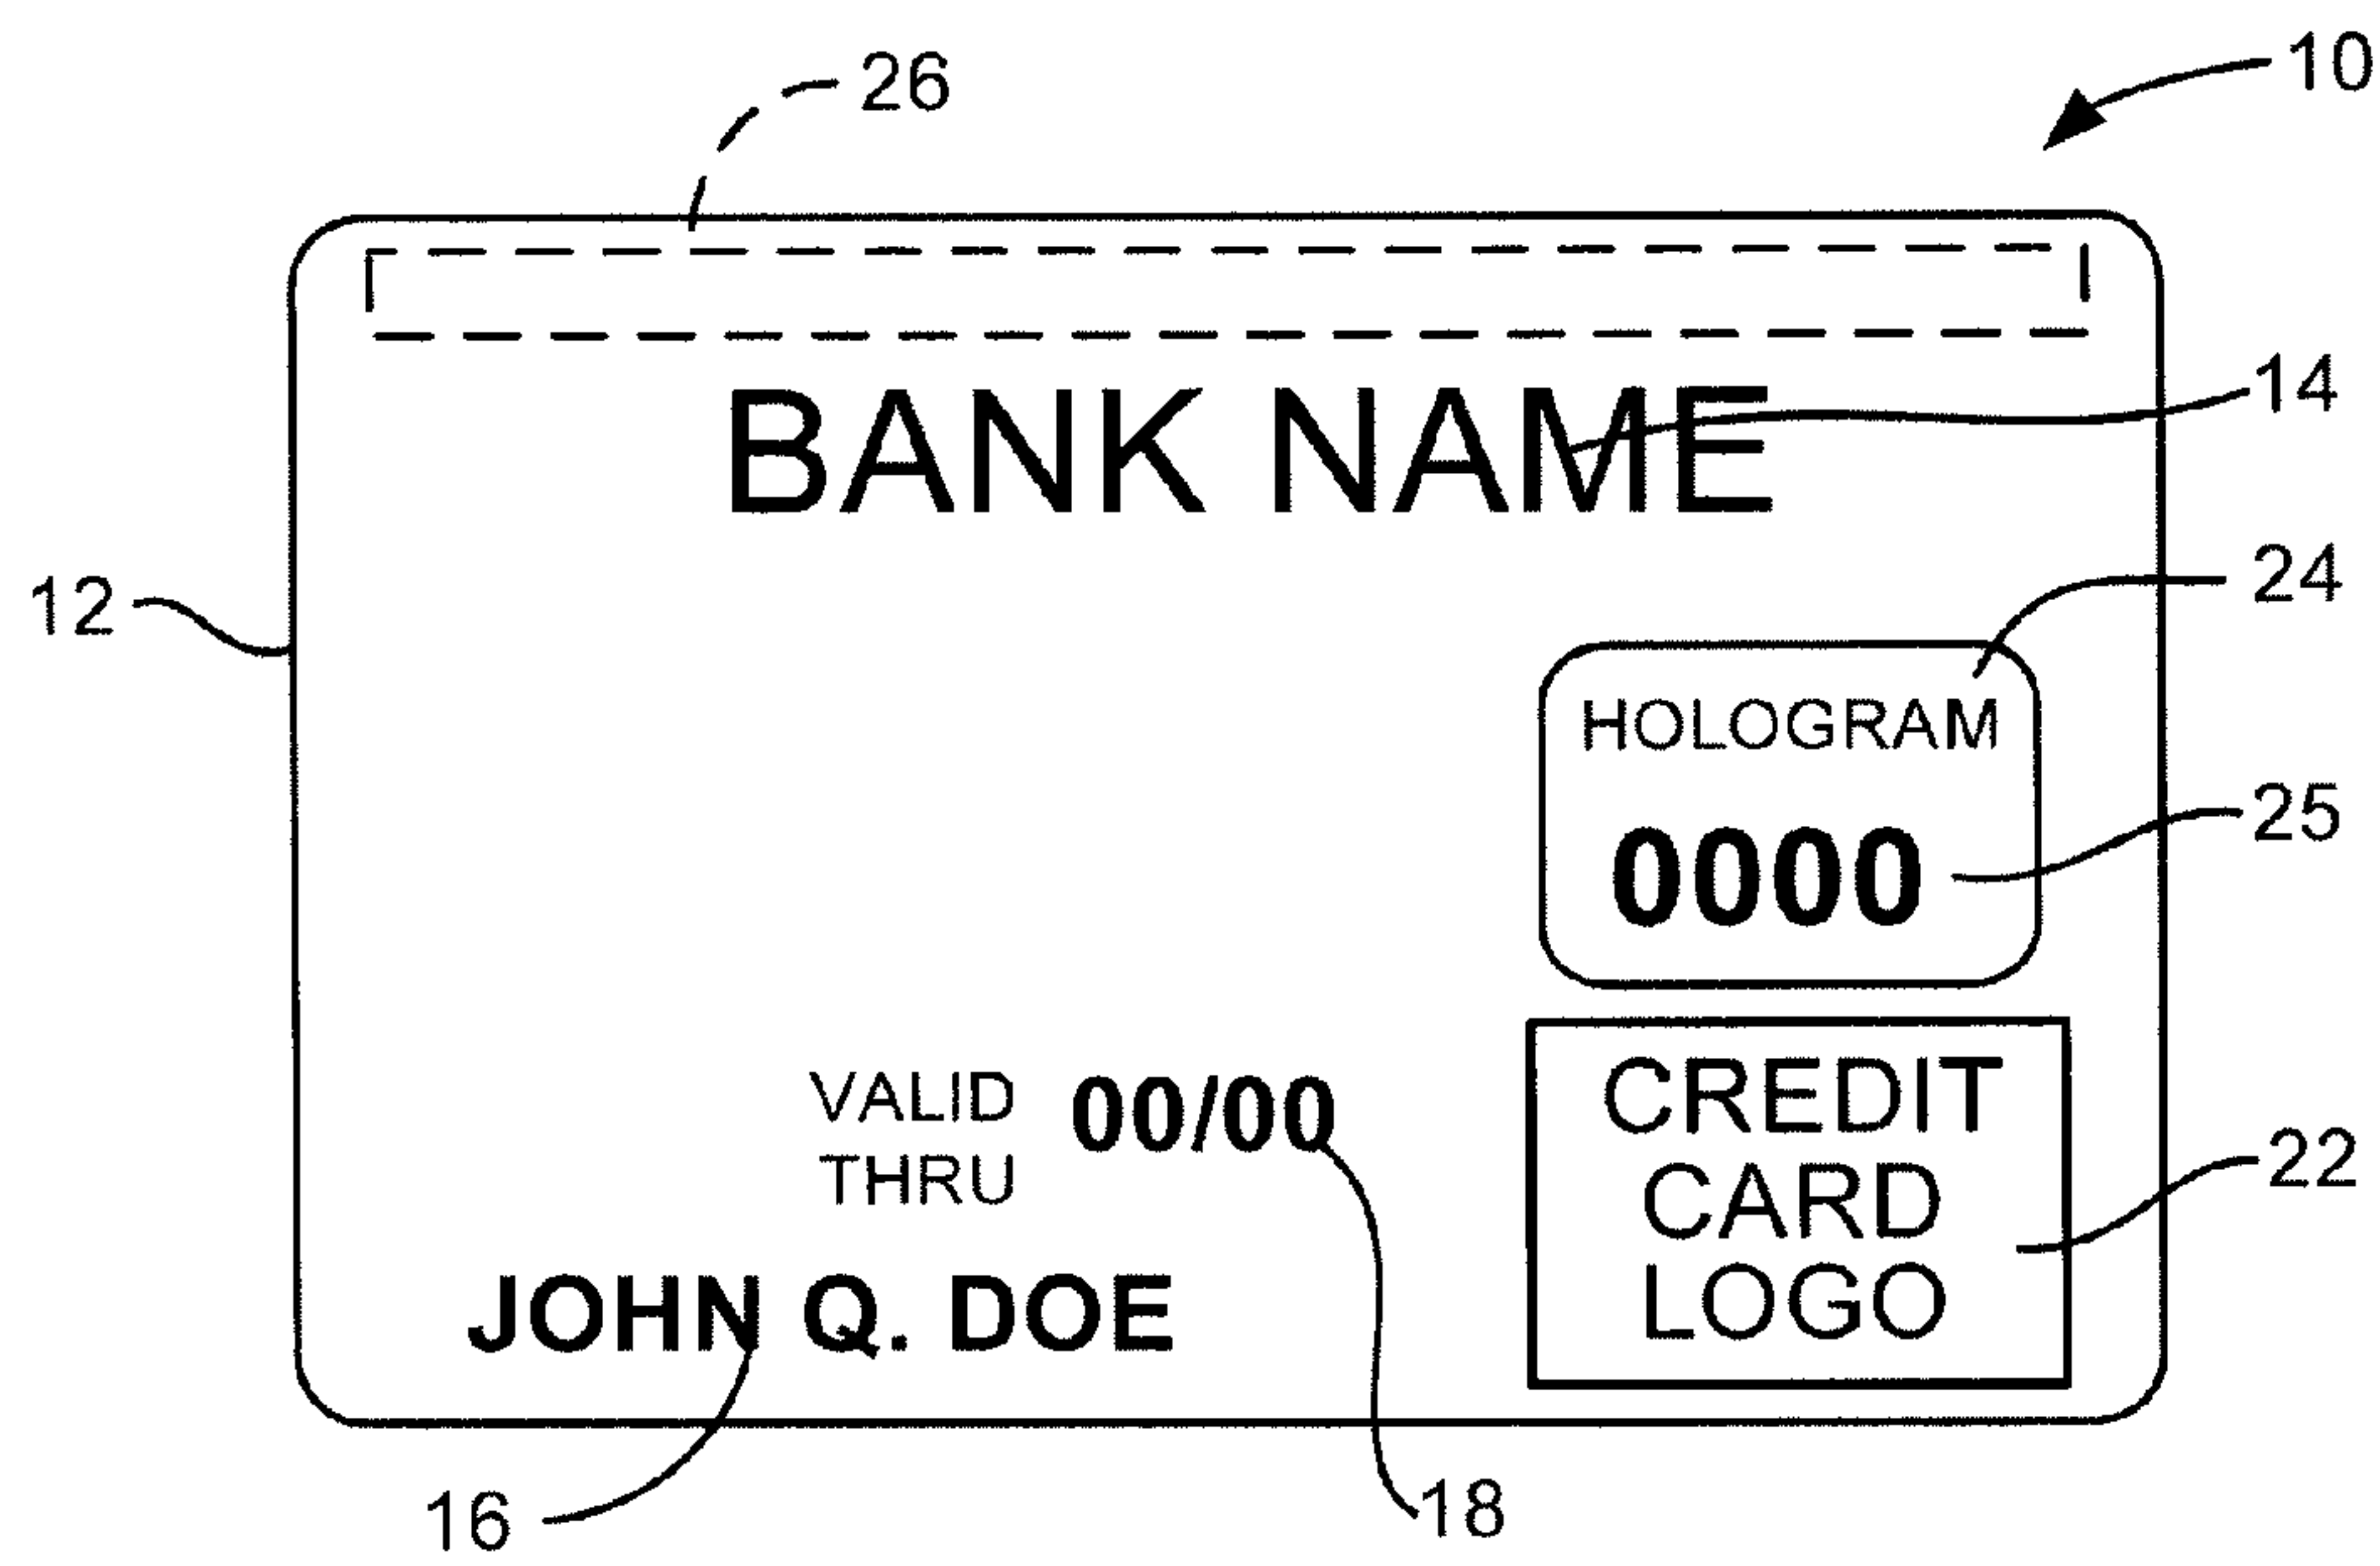 26
10
BANK NAME
14
12
24
HOLOGRAM
25
0000
VALID THRU 00/00
CREDIT CARD LOGO
22
JOHN Q. DOE
16
18